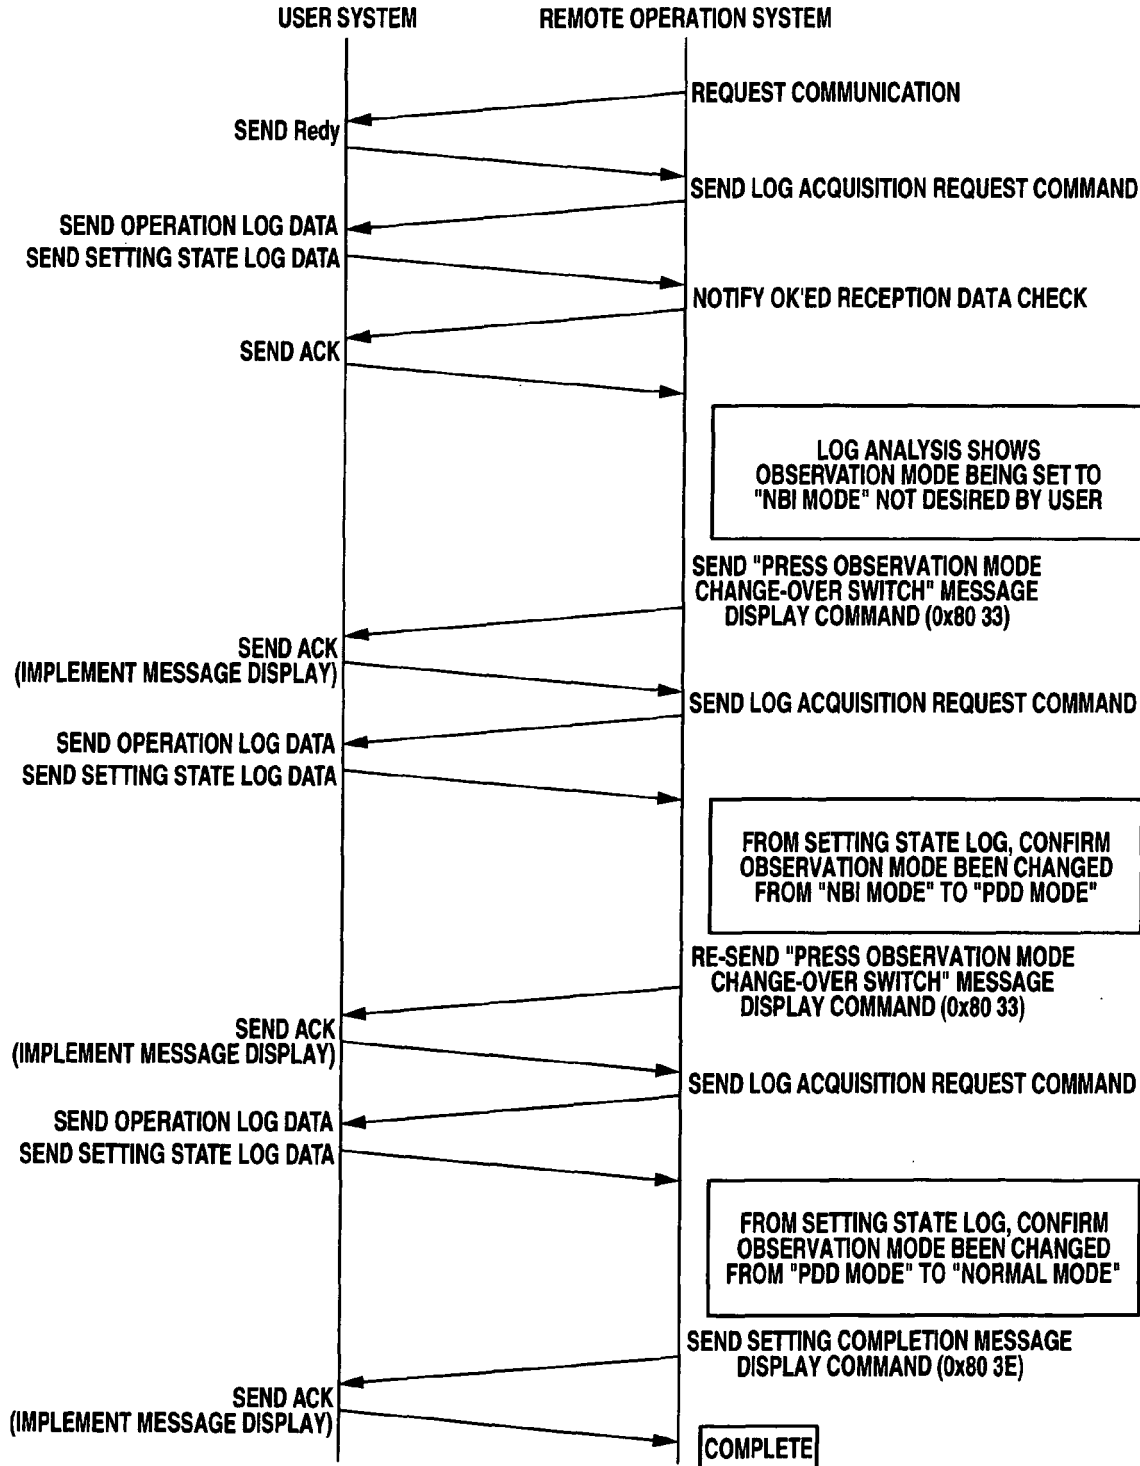 USER SYSTEM
REMOTE OPERATION SYSTEM
REQUEST COMMUNICATION
SEND Redy
SEND LOG ACQUISITION REQUEST COMMAND
SEND OPERATION LOG DATA
SEND SETTING STATE LOG DATA
NOTIFY OK'ED RECEPTION DATA CHECK
SEND ACK
LOG ANALYSIS SHOWS
OBSERVATION MODE BEING SET TO
"NBI MODE" NOT DESIRED BY USER
SEND "PRESS OBSERVATION MODE
CHANGE-OVER SWITCH" MESSAGE
DISPLAY COMMAND (0x80 33)
SEND ACK
(IMPLEMENT MESSAGE DISPLAY)
SEND LOG ACQUISITION REQUEST COMMAND
SEND OPERATION LOG DATA
SEND SETTING STATE LOG DATA
FROM SETTING STATE LOG, CONFIRM
OBSERVATION MODE BEEN CHANGED
FROM "NBI MODE" TO "PDD MODE"
RE-SEND "PRESS OBSERVATION MODE
CHANGE-OVER SWITCH" MESSAGE
DISPLAY COMMAND (0x80 33)
SEND ACK
(IMPLEMENT MESSAGE DISPLAY)
SEND LOG ACQUISITION REQUEST COMMAND
SEND OPERATION LOG DATA
SEND SETTING STATE LOG DATA
FROM SETTING STATE LOG, CONFIRM
OBSERVATION MODE BEEN CHANGED
FROM "PDD MODE" TO "NORMAL MODE"
SEND SETTING COMPLETION MESSAGE
DISPLAY COMMAND (0x80 3E)
SEND ACK
(IMPLEMENT MESSAGE DISPLAY)
COMPLETE